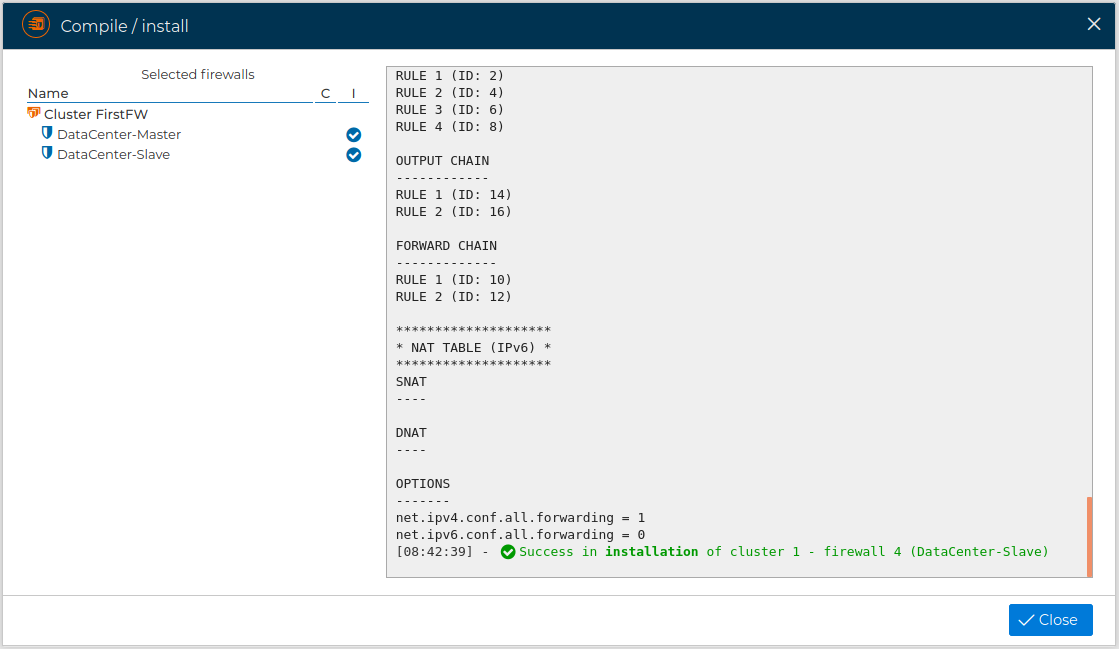 Compile / install
Selected firewalls
Name C I
Cluster FirstFW
DataCenter-Master
DataCenter-Slave
RULE 1 (ID: 2)
RULE 2 (ID: 4)
RULE 3 (ID: 6)
RULE 4 (ID: 8)
OUTPUT CHAIN
------------
RULE 1 (ID: 14)
RULE 2 (ID: 16)
FORWARD CHAIN
-------------
RULE 1 (ID: 10)
RULE 2 (ID: 12)
********************
* NAT TABLE (IPv6) *
********************
SNAT
----
DNAT
----
OPTIONS
-------
net.ipv4.conf.all.forwarding = 1
net.ipv6.conf.all.forwarding = 0
[08:42:39] - Success in installation of cluster 1 - firewall 4 (DataCenter-Slave)
Close